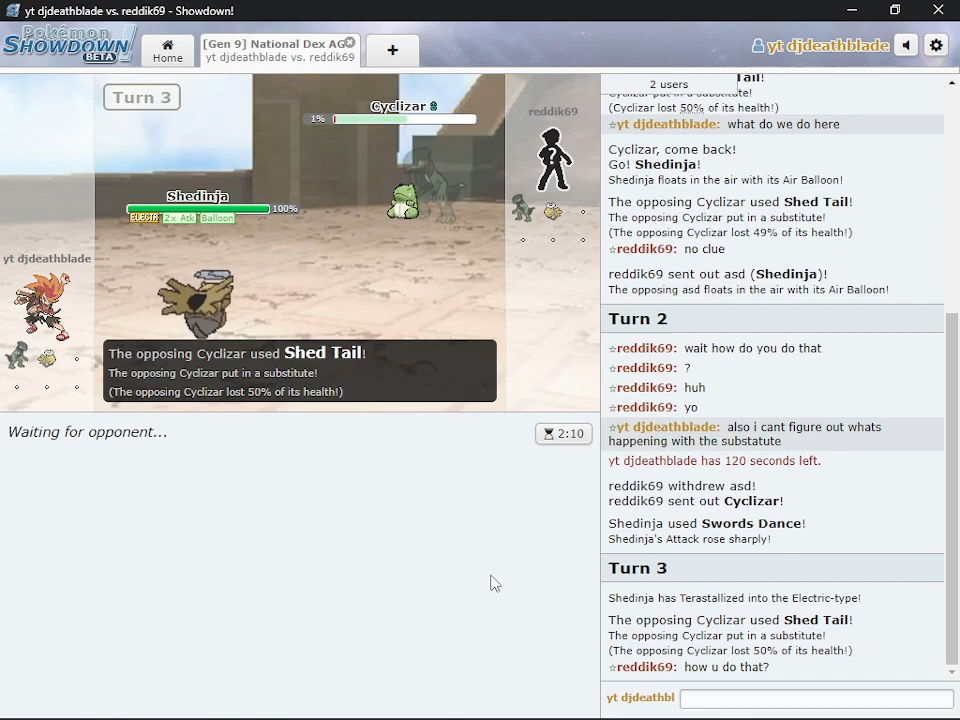 yt djdeathblade vs. reddik69 - Showdown!
Pokémon
SHOWDOWN
BETA
Home
[Gen 9] National Dex AG
yt djdeathblade vs. reddik69
+
yt djdeathblade
Turn 3
Cyclizar
1%
reddik69
Shedinja
100%
ELECTR 2x Atk Balloon
yt djdeathblade
The opposing Cyclizar used Shed Tail!
The opposing Cyclizar put in a substitute!
(The opposing Cyclizar lost 50% of its health!)
Waiting for opponent...
2:10
2 users
Tail!
Cyclizar put in a substitute!
(Cyclizar lost 50% of its health!)
☆yt djdeathblade: what do we do here
Cyclizar, come back!
Go! Shedinja!
Shedinja floats in the air with its Air Balloon!
The opposing Cyclizar used Shed Tail!
The opposing Cyclizar put in a substitute!
(The opposing Cyclizar lost 49% of its health!)
☆reddik69: no clue
reddik69 sent out asd (Shedinja)!
The opposing asd floats in the air with its Air Balloon!
Turn 2
☆reddik69: wait how do you do that
☆reddik69: ?
☆reddik69: huh
☆reddik69: yo
☆yt djdeathblade: also i cant figure out whats
happening with the substatute
yt djdeathblade has 120 seconds left.
reddik69 withdrew asd!
reddik69 sent out Cyclizar!
Shedinja used Swords Dance!
Shedinja's Attack rose sharply!
Turn 3
Shedinja has Terastallized into the Electric-type!
The opposing Cyclizar used Shed Tail!
The opposing Cyclizar put in a substitute!
(The opposing Cyclizar lost 50% of its health!)
☆reddik69: how u do that?
yt djdeathbl